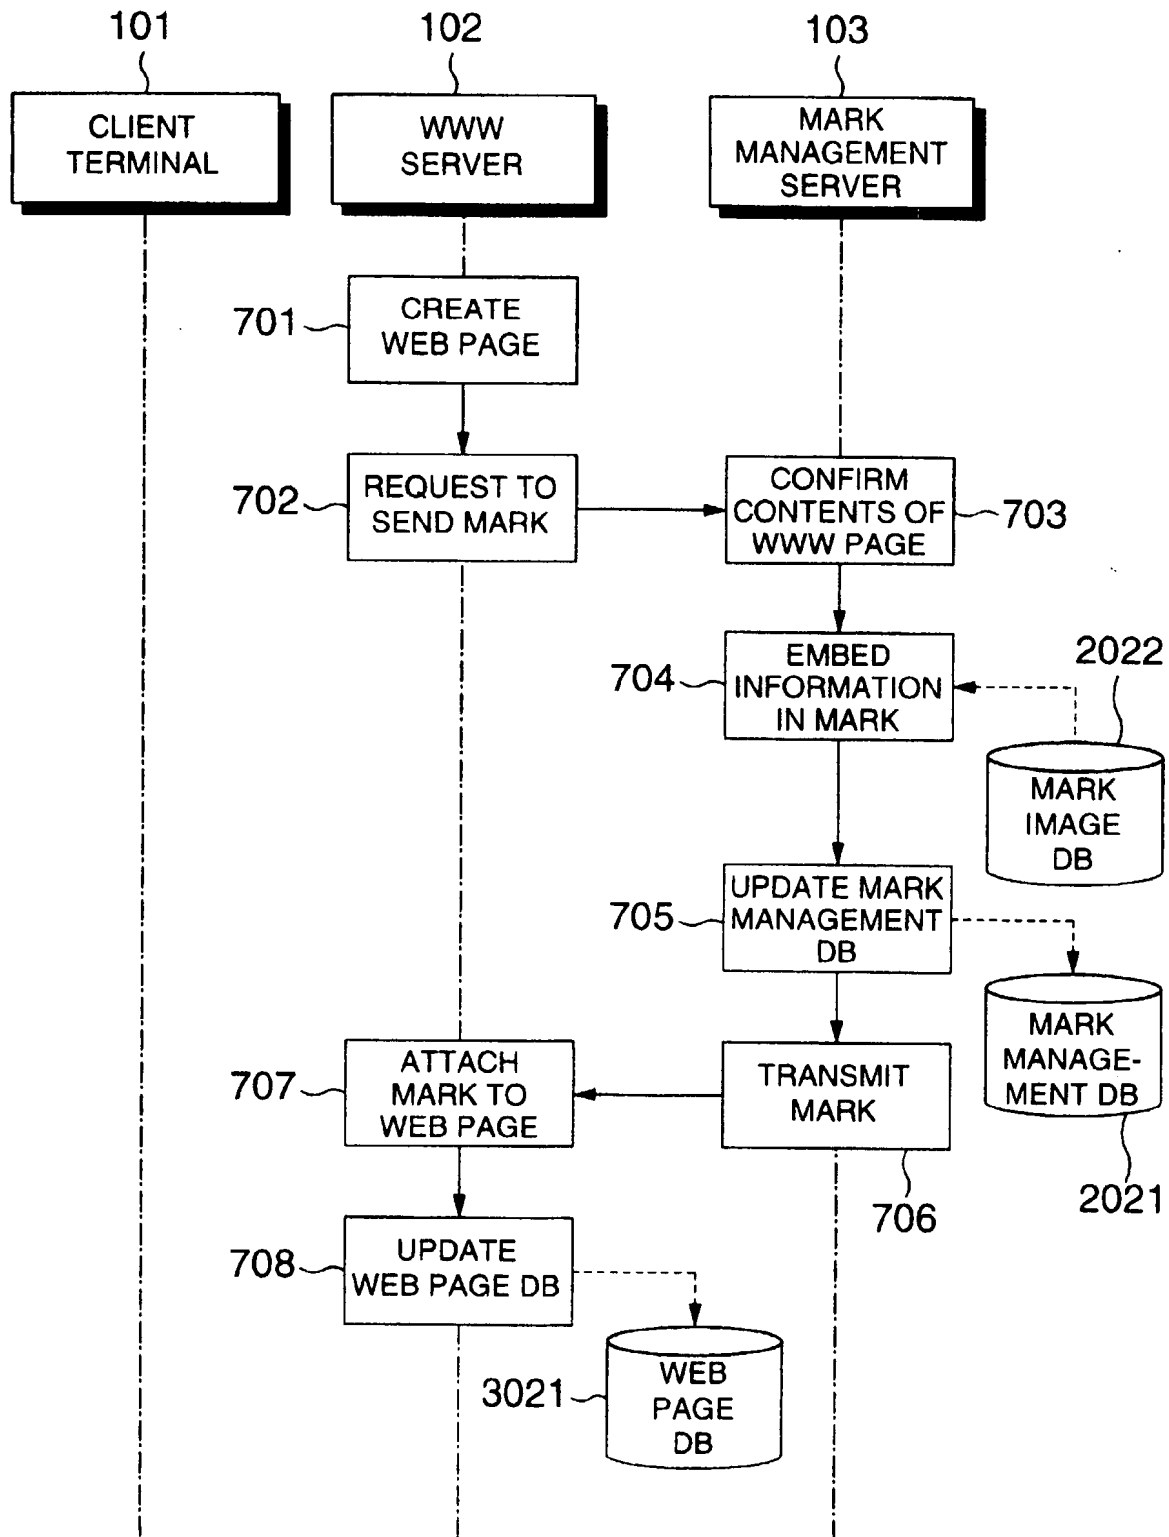 101
102
103
CLIENT
TERMINAL
WWW
SERVER
MARK
MANAGEMENT
SERVER
701
CREATE
WEB PAGE
702
REQUEST TO
SEND MARK
CONFIRM
CONTENTS OF
WWW PAGE
703
704
EMBED
INFORMATION
IN MARK
2022
MARK
IMAGE
DB
705
UPDATE MARK
MANAGEMENT
DB
MARK
MANAGE-
MENT DB
2021
707
ATTACH
MARK TO
WEB PAGE
TRANSMIT
MARK
706
708
UPDATE
WEB PAGE DB
3021
WEB
PAGE
DB